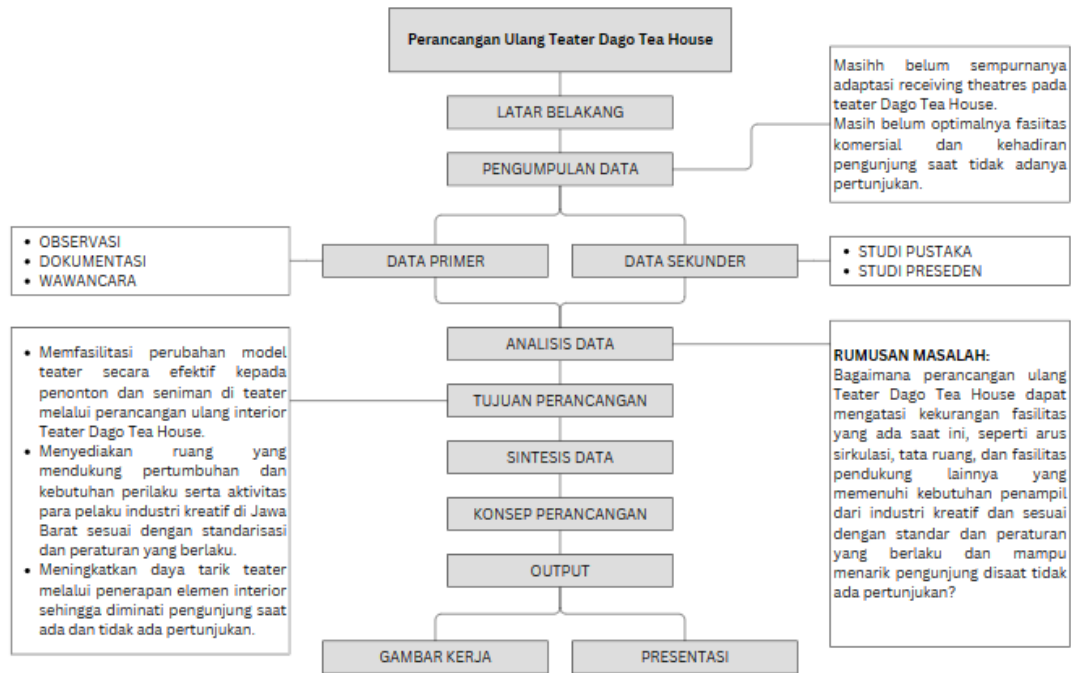 Perancangan Ulang Teater Dago Tea House
LATAR BELAKANG
PENGUMPULAN DATA
Masihh belum sempurnanya
adaptasi receiving theatres pada
teater Dago Tea House.
Masih belum optimalnya fasiitas
komersial dan kehadiran
pengunjung saat tidak adanya
pertunjukan.
• OBSERVASI
• DOKUMENTASI
• WAWANCARA
DATA PRIMER
DATA SEKUNDER
• STUDI PUSTAKA
• STUDI PRESEDEN
ANALISIS DATA
RUMUSAN MASALAH:
Bagaimana perancangan ulang
Teater Dago Tea House dapat
mengatasi kekurangan fasilitas
yang ada saat ini, seperti arus
sirkulasi, tata ruang, dan fasilitas
pendukung lainnya yang
memenuhi kebutuhan penampil
dari industri kreatif dan sesuai
dengan standar dan peraturan
yang berlaku dan mampu
menarik pengunjung disaat tidak
ada pertunjukan?
TUJUAN PERANCANGAN
• Memfasilitasi perubahan model
teater secara efektif kepada
penonton dan seniman di teater
melalui perancangan ulang interior
Teater Dago Tea House.
• Menyediakan ruang yang
mendukung pertumbuhan dan
kebutuhan perilaku serta aktivitas
para pelaku industri kreatif di Jawa
Barat sesuai dengan standarisasi
dan peraturan yang berlaku.
• Meningkatkan daya tarik teater
melalui penerapan elemen interior
sehingga diminati pengunjung saat
ada dan tidak ada pertunjukan.
SINTESIS DATA
KONSEP PERANCANGAN
OUTPUT
GAMBAR KERJA
PRESENTASI